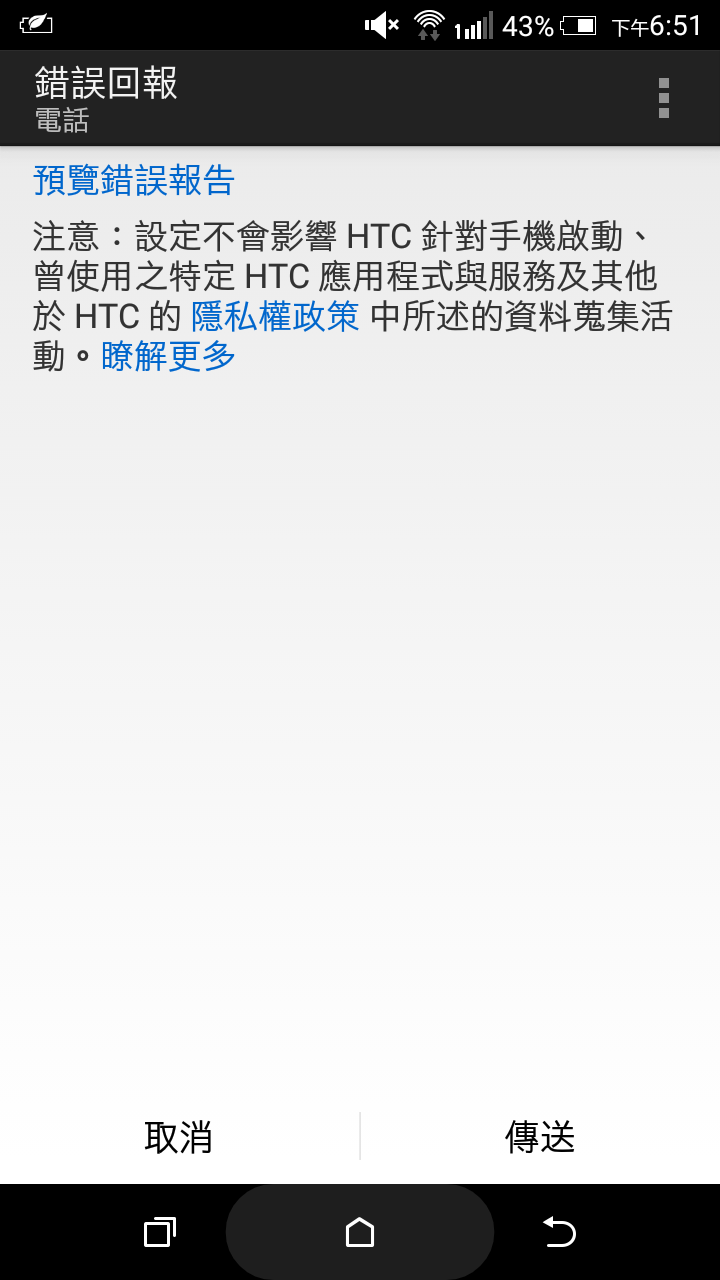 43% 下午6:51
錯誤回報
電話
預覽錯誤報告
注意：設定不會影響 HTC 針對手機啟動、
曾使用之特定 HTC 應用程式與服務及其他
於 HTC 的 隱私權政策 中所述的資料蒐集活
動。瞭解更多
取消 傳送